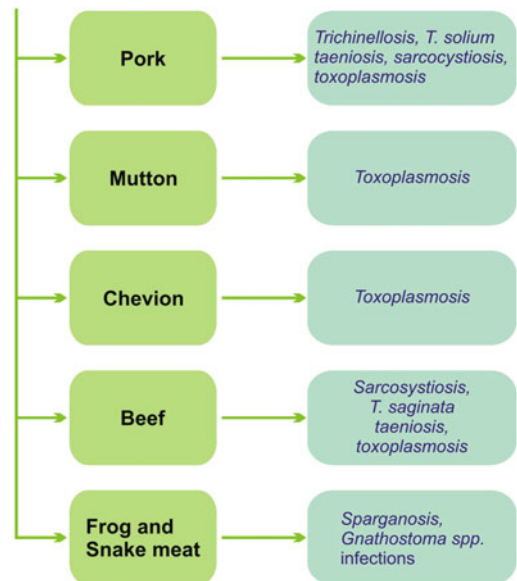 Pork
Trichinellosis, T. solium
taeniosis, sarcocystiosis,
toxoplasmosis
Mutton
Toxoplasmosis
Chevion
Toxoplasmosis
Beef
Sarcosystiosis,
T. saginata
taeniosis,
toxoplasmosis
Frog and
Snake meat
Sparganosis,
Gnathostoma spp.
infections